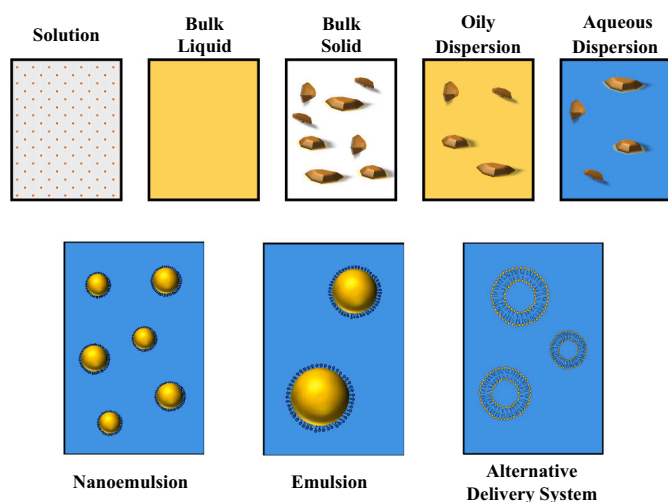 Solution
Bulk
Liquid
Bulk
Solid
Oily
Dispersion
Aqueous
Dispersion
Nanoemulsion
Emulsion
Alternative
Delivery System